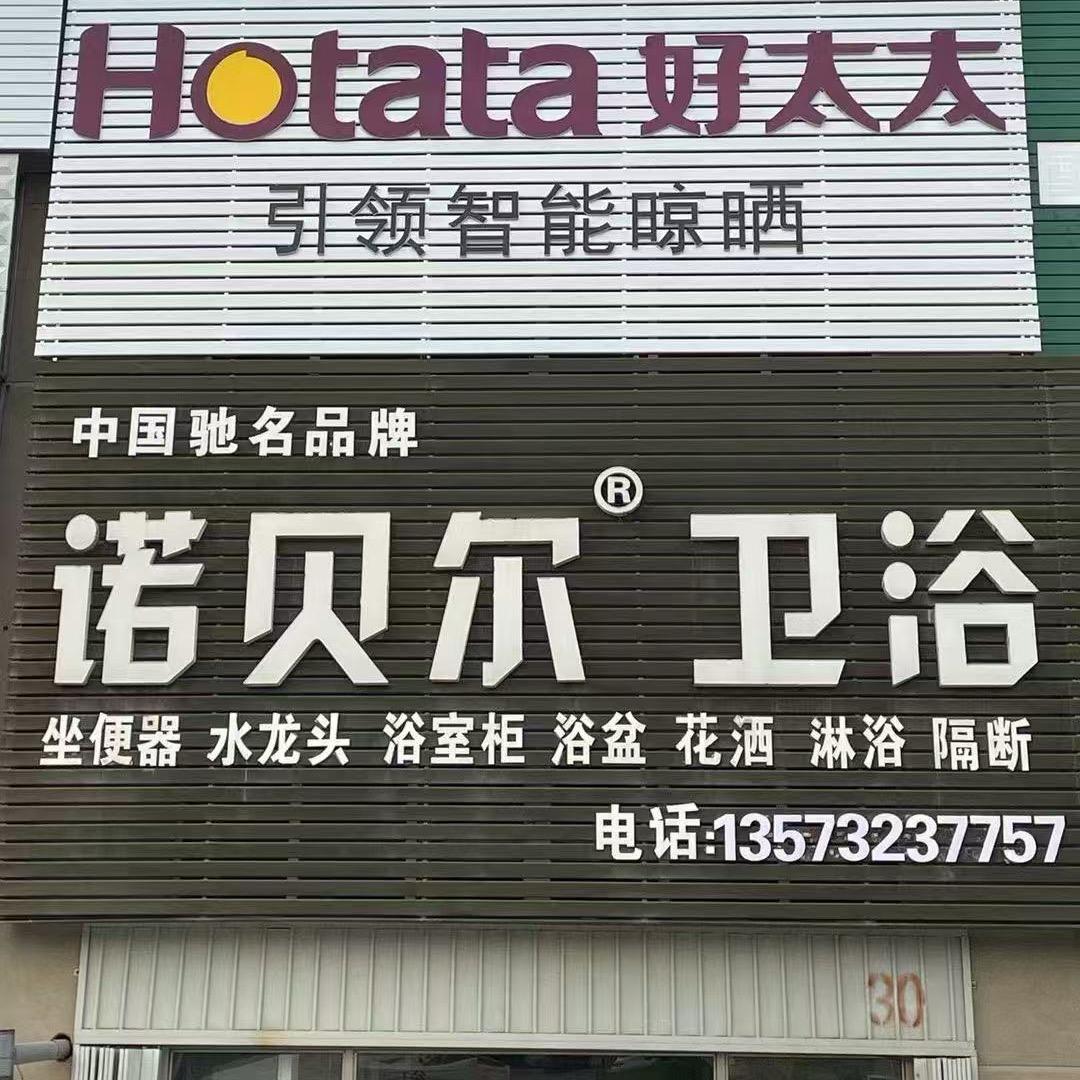 Hotata 好太太
引领智能晾晒
中国驰名品牌
诺贝尔® 卫浴
坐便器 水龙头 浴室柜 浴盆 花洒 淋浴 隔断
电话:13573237757
30